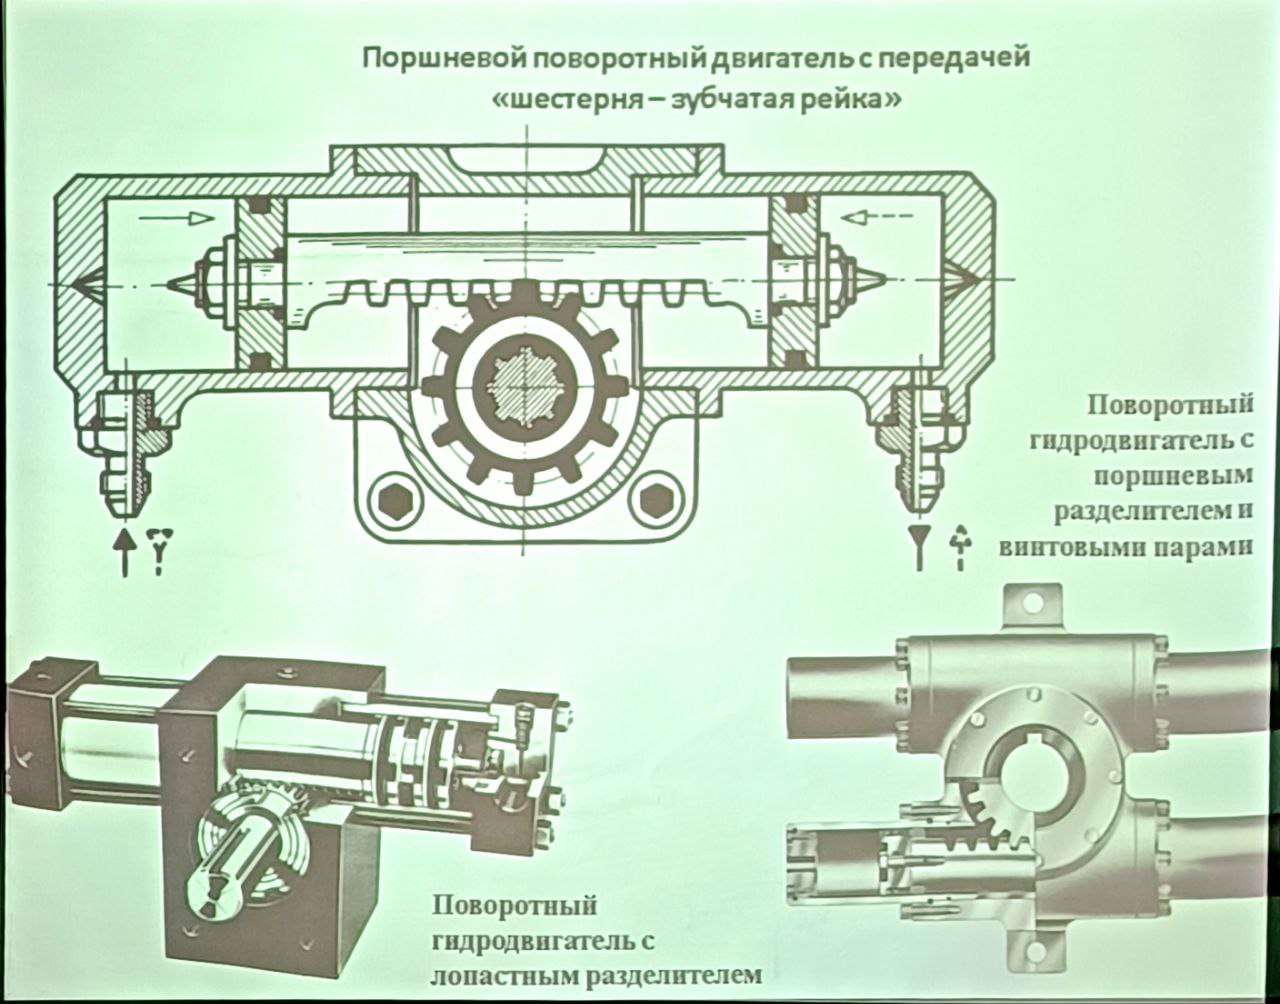 Поршневой поворотный двигатель с передачей
«шестерня – зубчатая рейка»
Поворотный
гидродвигатель с
поршневым
разделителем и
винтовыми парами
Поворотный
гидродвигатель с
лопастным разделителем